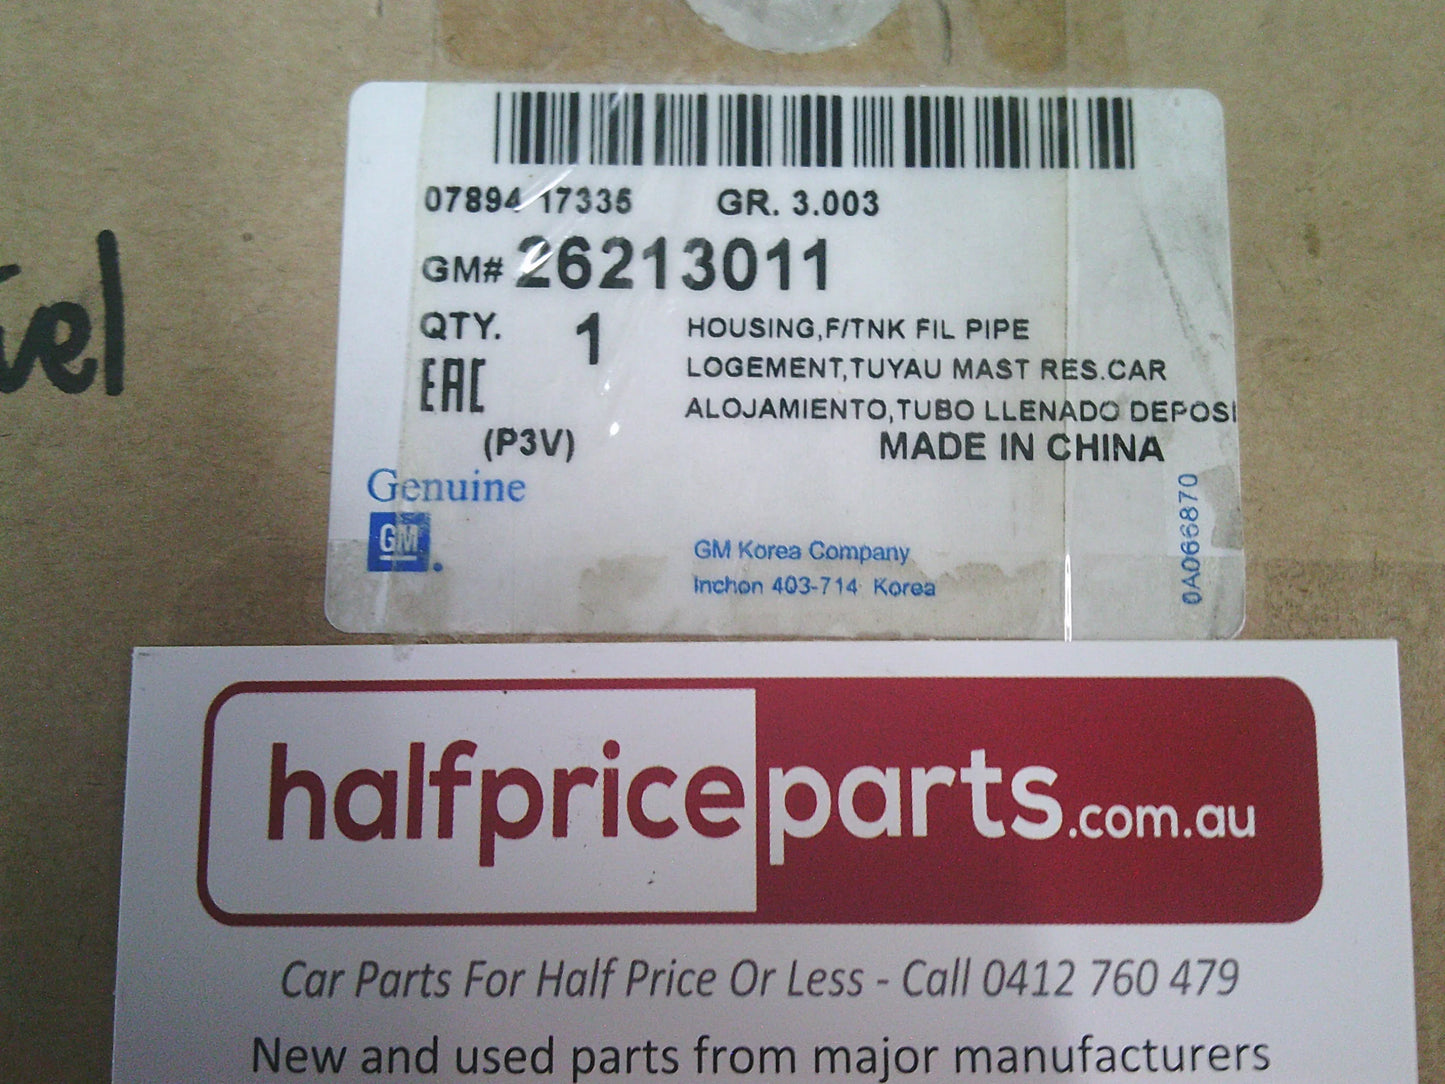 07894 17335 GR. 3.003
GM# 26213011
QTY. 1 HOUSING,F/TNK FIL PIPE
LOGEMENT,TUYAU MAST RES.CAR
EAC
ALOJAMIENTO,TUBO LLENADO DEPOSI
(P3V) MADE IN CHINA
Genuine
GM
GM Korea Company
Inchon 403-714 Korea
0A066870
halfpriceparts.com.au
Car Parts For Half Price Or Less - Call 0412 760 479
New and used parts from major manufacturers